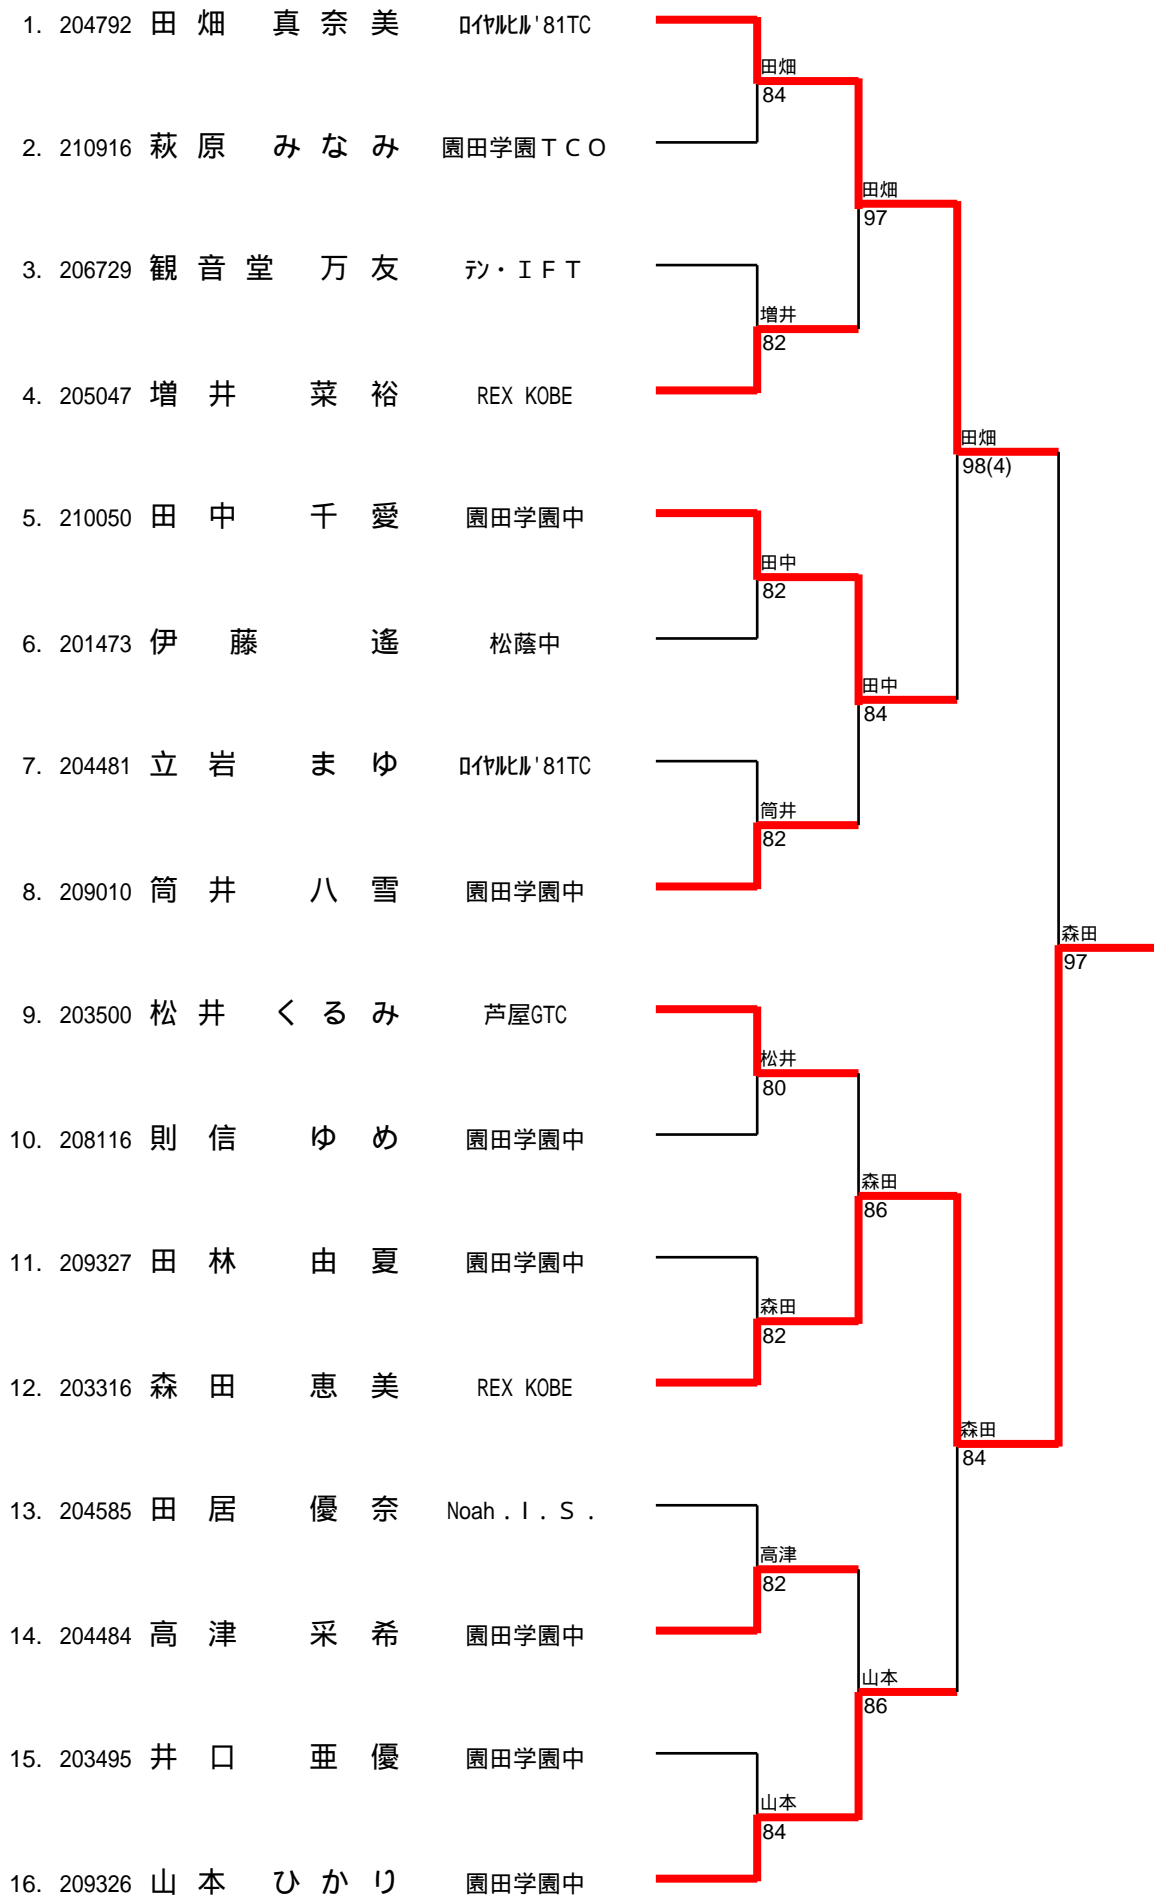 1. 204792 田畑 真奈美 ﾛｲﾔﾙﾋﾙ'81TC
田畑
84
2. 210916 萩原 みなみ 園田学園ＴＣＯ
田畑
97
3. 206729 観音堂 万友 ﾃﾝ・ＩＦＴ
増井
82
4. 205047 増井 菜裕 REX KOBE
田畑
98(4)
5. 210050 田中 千愛 園田学園中
田中
82
6. 201473 伊藤 遙 松蔭中
田中
84
7. 204481 立岩 まゆ ﾛｲﾔﾙﾋﾙ'81TC
筒井
82
8. 209010 筒井 八雪 園田学園中
森田
97
9. 203500 松井 くるみ 芦屋GTC
松井
80
10. 208116 則信 ゆめ 園田学園中
森田
86
11. 209327 田林 由夏 園田学園中
森田
82
12. 203316 森田 恵美 REX KOBE
森田
84
13. 204585 田居 優奈 Noah．I．S．
高津
82
14. 204484 高津 采希 園田学園中
山本
86
15. 203495 井口 亜優 園田学園中
山本
84
16. 209326 山本 ひかり 園田学園中